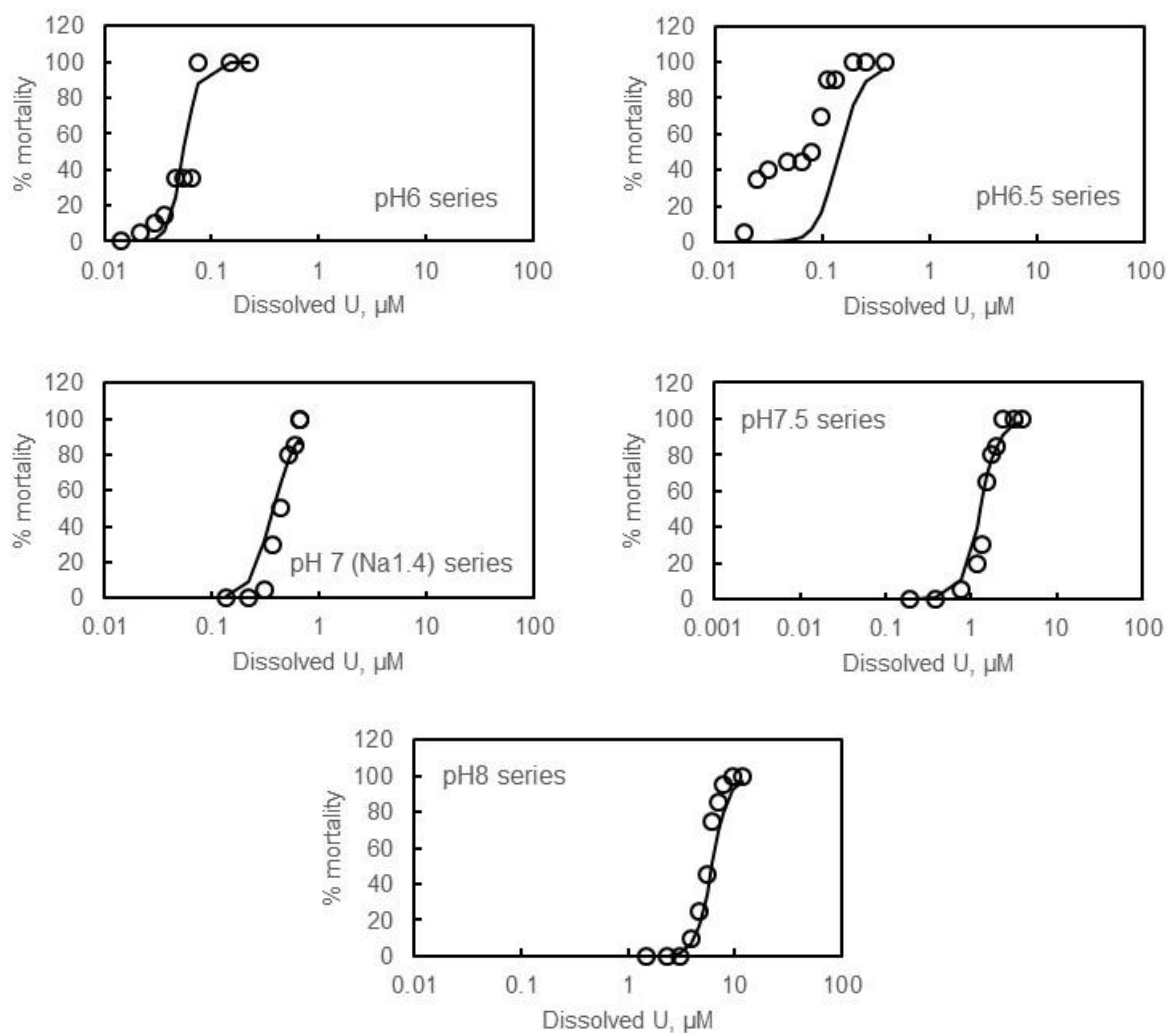 120
100
80
60
40
20
0
% mortality
pH6 series
0.01 0.1 1 10 100
Dissolved U, µM
120
100
80
60
40
20
0
% mortality
pH6.5 series
0.01 0.1 1 10 100
Dissolved U, µM
120
100
80
60
40
20
0
% mortality
pH 7 (Na1.4) series
0.01 0.1 1 10 100
Dissolved U, µM
120
100
80
60
40
20
0
% mortality
pH7.5 series
0.001 0.01 0.1 1 10 100
Dissolved U, µM
120
100
80
60
40
20
0
% mortality
pH8 series
0.01 0.1 1 10 100
Dissolved U, µM